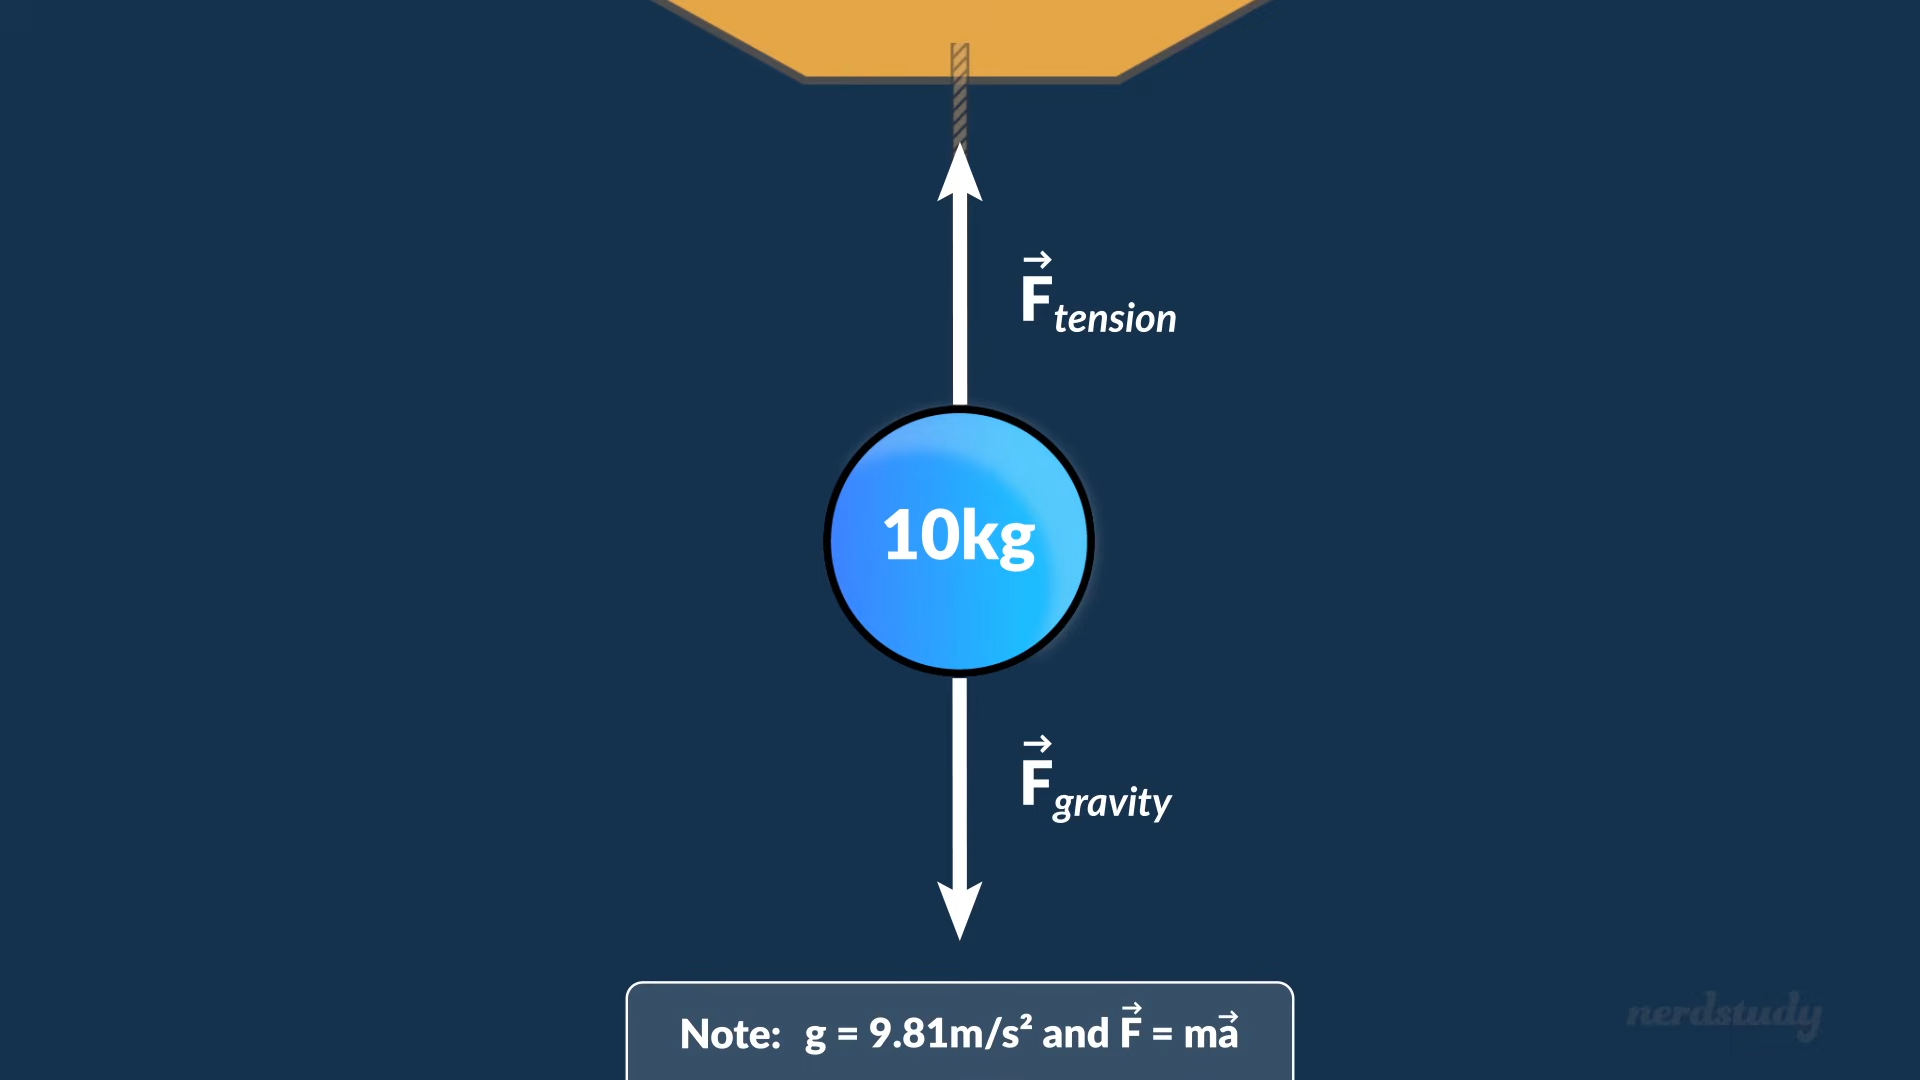 F⃗tension
10kg
F⃗gravity
Note: g = 9.81m/s² and F⃗ = ma⃗
nerdstudy